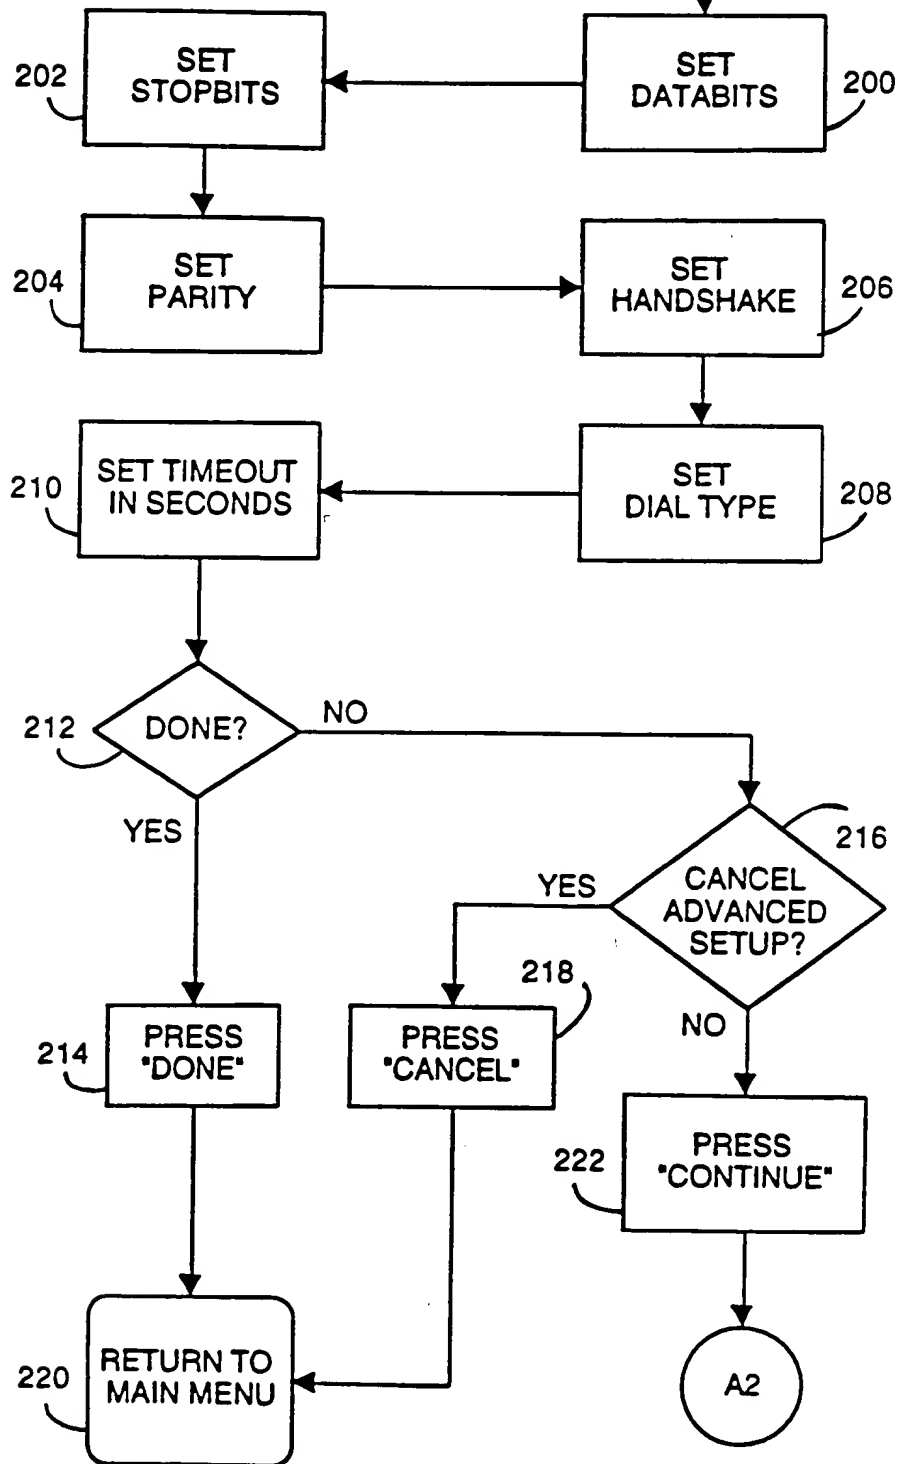 SET
STOPBITS
202
SET
DATABITS
200
SET
PARITY
204
SET
HANDSHAKE
206
SET TIMEOUT
IN SECONDS
210
SET
DIAL TYPE
208
DONE?
212
NO
YES
216
CANCEL
ADVANCED
SETUP?
YES
NO
218
PRESS
"DONE"
214
PRESS
"CANCEL"
PRESS
"CONTINUE"
222
RETURN TO
MAIN MENU
220
A2